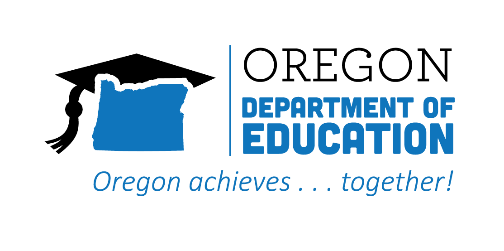 OREGON
DEPARTMENT OF
EDUCATION
Oregon achieves . . . together!